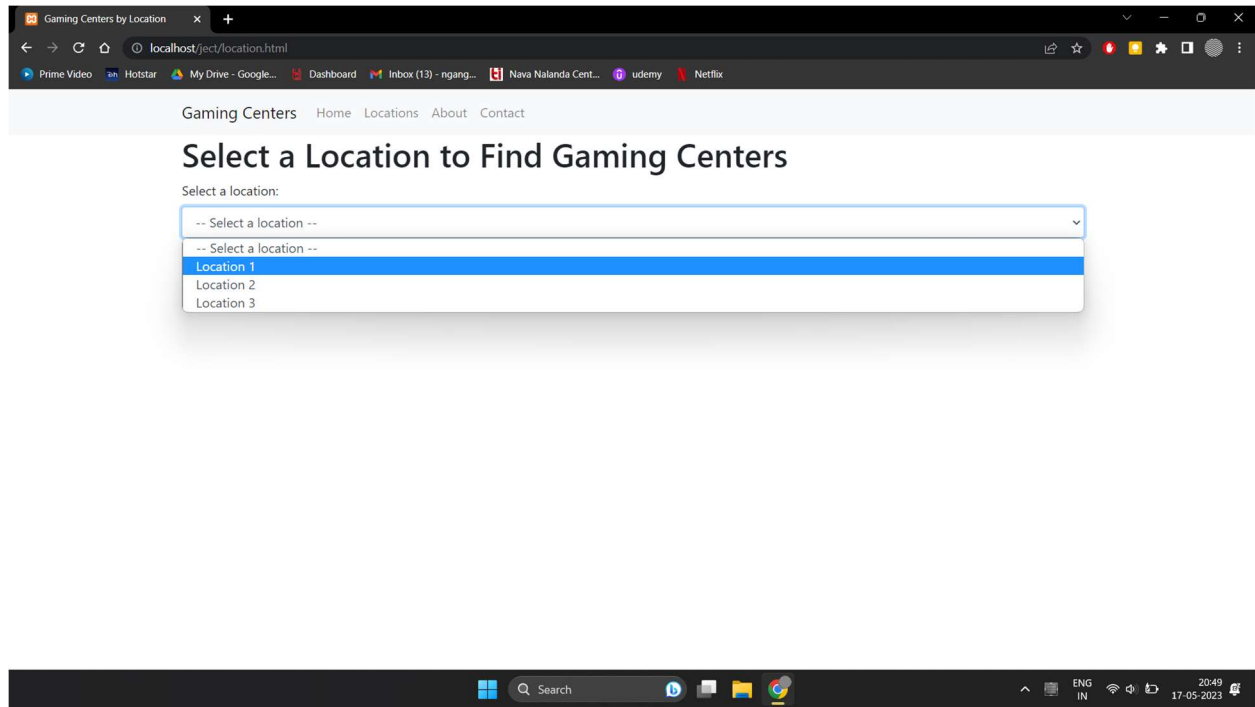 Gaming Centers by Location
localhost/ject/location.html
Prime Video Hotstar My Drive - Google... Dashboard Inbox (13) - ngang... Nava Nalanda Cent... udemy Netflix
Gaming Centers Home Locations About Contact
Select a Location to Find Gaming Centers
Select a location:
-- Select a location --
-- Select a location --
Location 1
Location 2
Location 3
Search
ENG
IN
20:49
17-05-2023